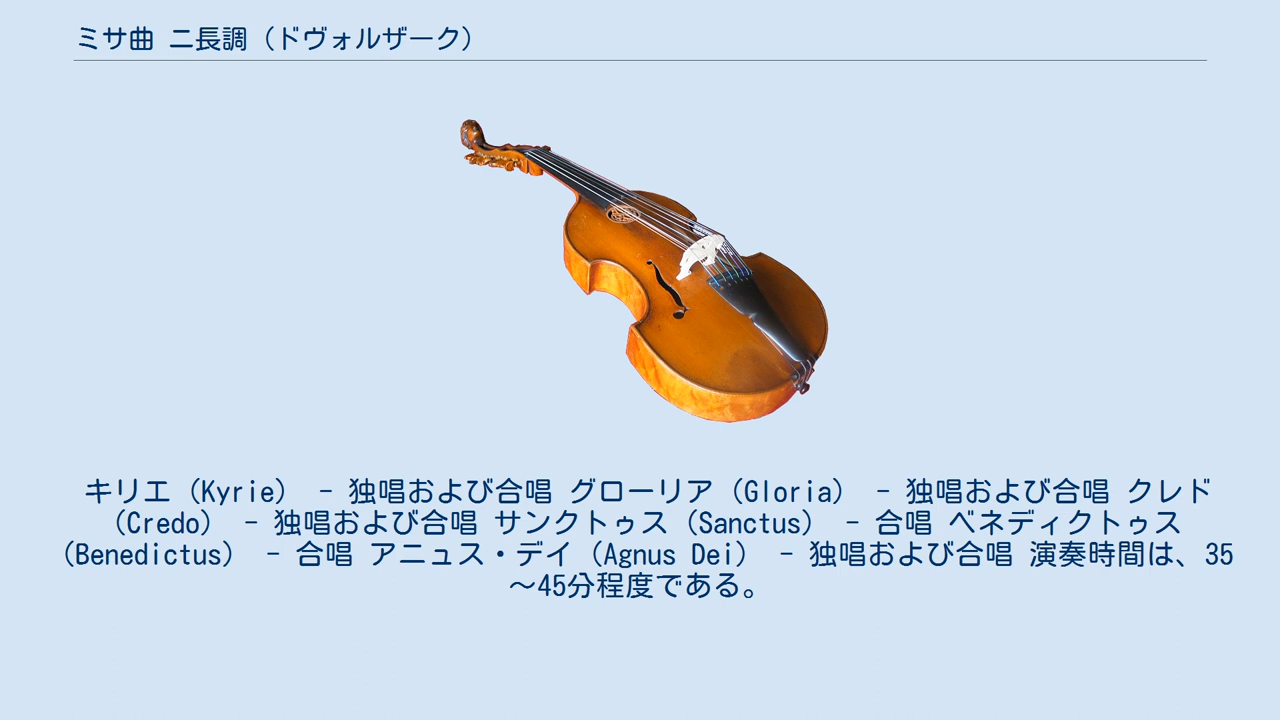 ミサ曲 ニ長調（ドヴォルザーク）
キリエ（Kyrie） － 独唱および合唱 グローリア（Gloria） － 独唱および合唱 クレド
（Credo） － 独唱および合唱 サンクトゥス（Sanctus） － 合唱 ベネディクトゥス
（Benedictus） － 合唱 アニュス・デイ（Agnus Dei） － 独唱および合唱 演奏時間は、35
～45分程度である。